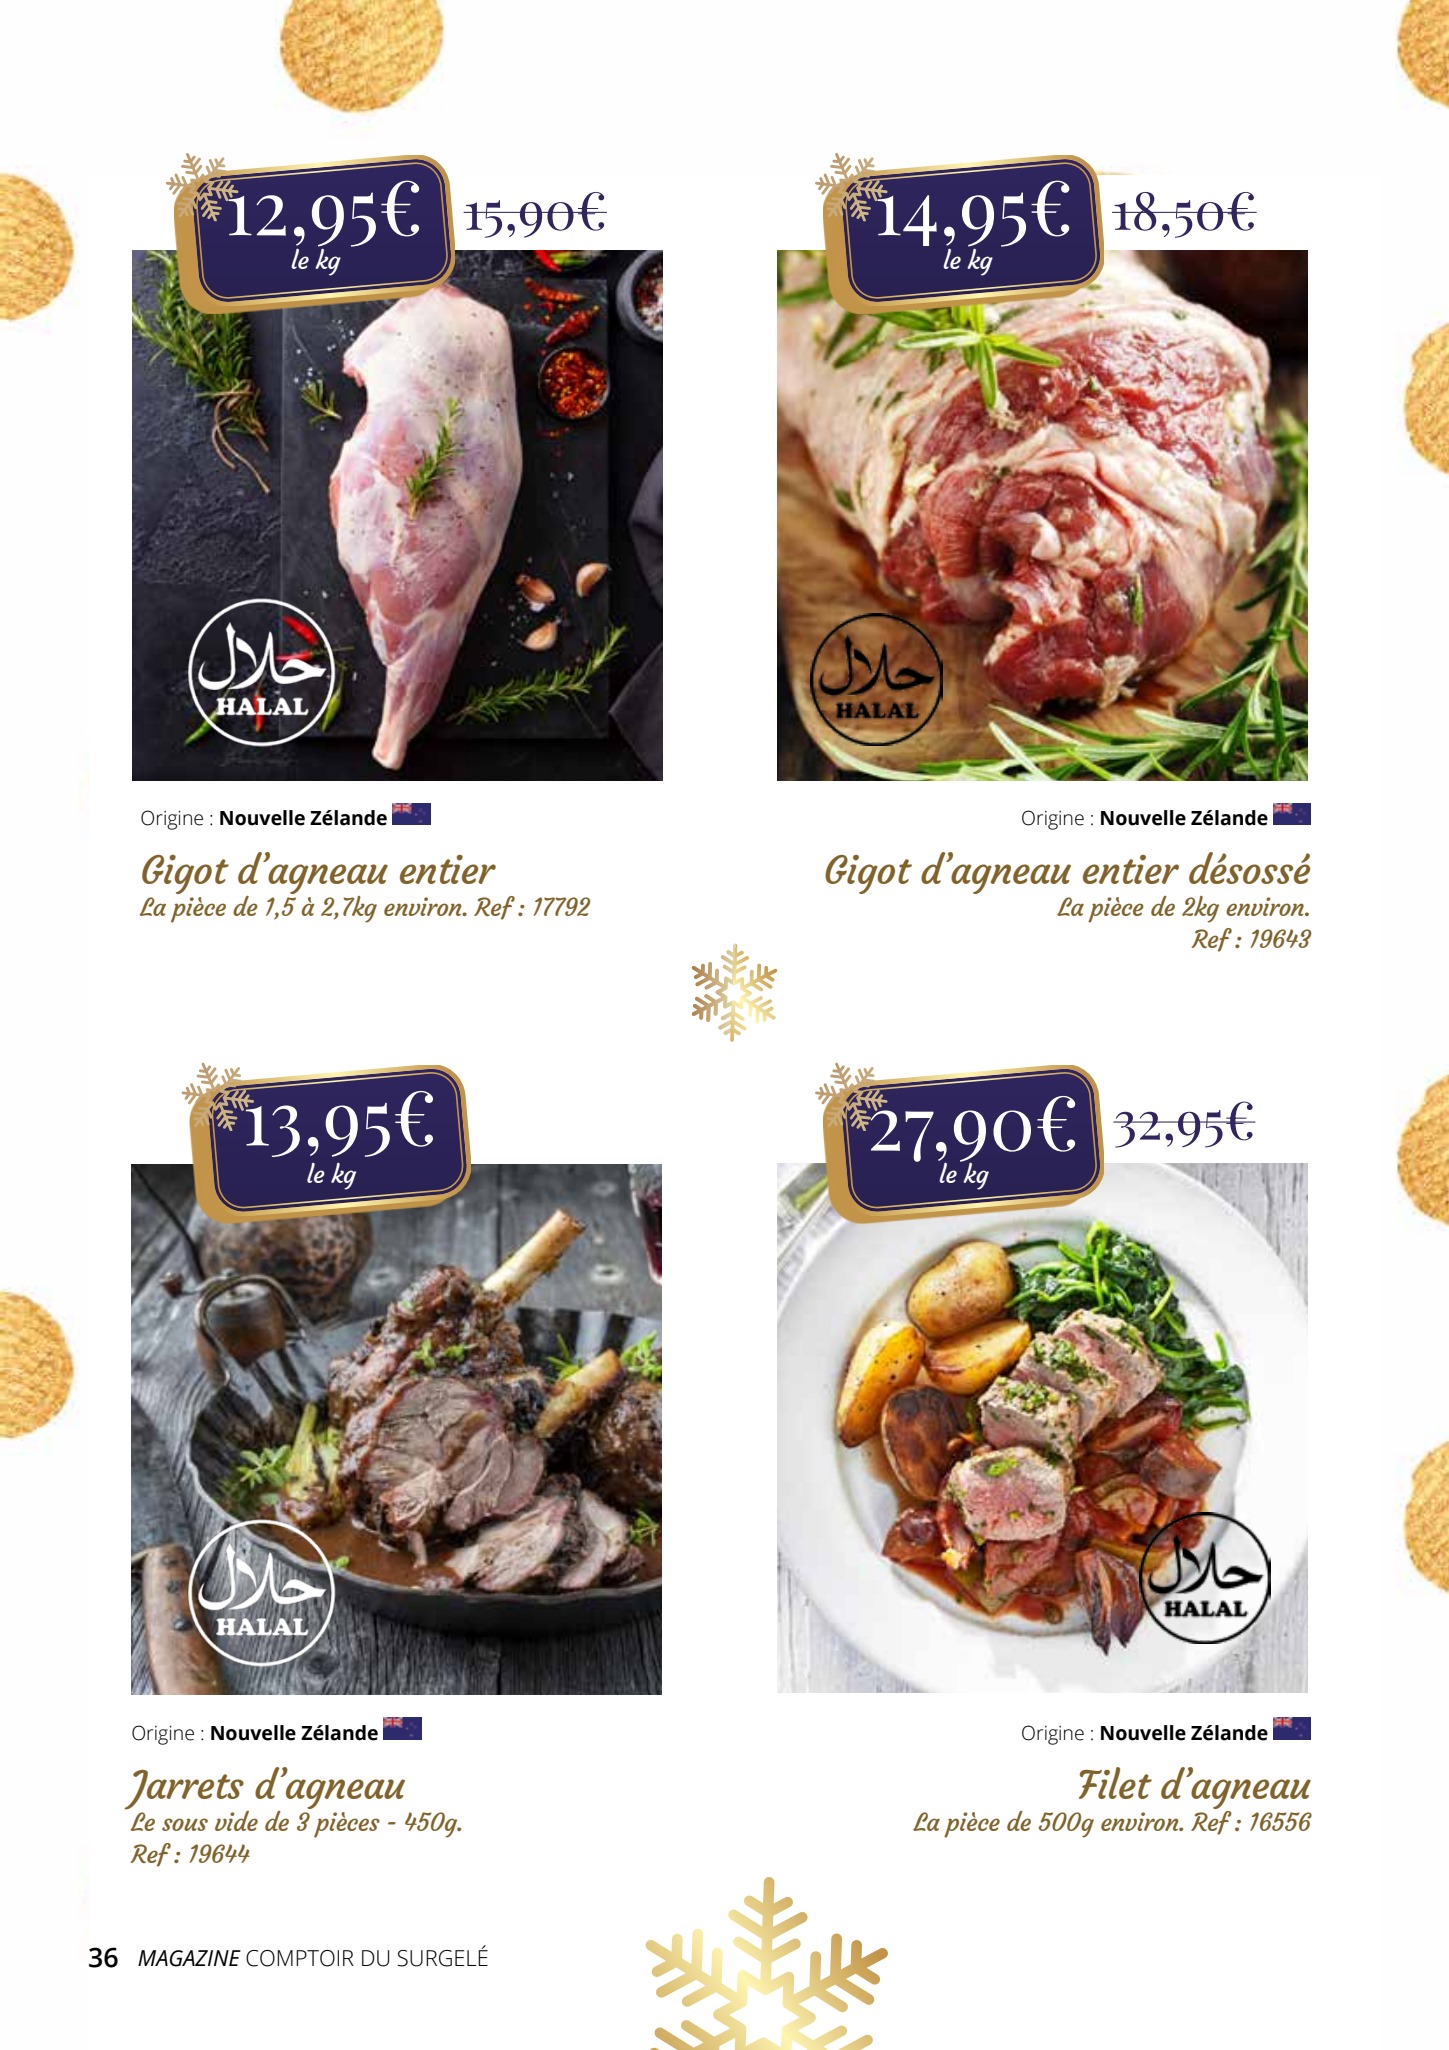 12,95€ 15,90€
le kg
حلال
HALAL
Origine : Nouvelle Zélande
Gigot d’agneau entier
La pièce de 1,5 à 2,7kg environ. Ref : 17792
14,95€ 18,50€
le kg
حلال
HALAL
Origine : Nouvelle Zélande
Gigot d’agneau entier désossé
La pièce de 2kg environ.
Ref : 19643
13,95€
le kg
حلال
HALAL
Origine : Nouvelle Zélande
Jarrets d’agneau
Le sous vide de 3 pièces - 450g.
Ref : 19644
27,90€ 32,95€
le kg
حلال
HALAL
Origine : Nouvelle Zélande
Filet d’agneau
La pièce de 500g environ. Ref : 16556
36 MAGAZINE COMPTOIR DU SURGELÉ